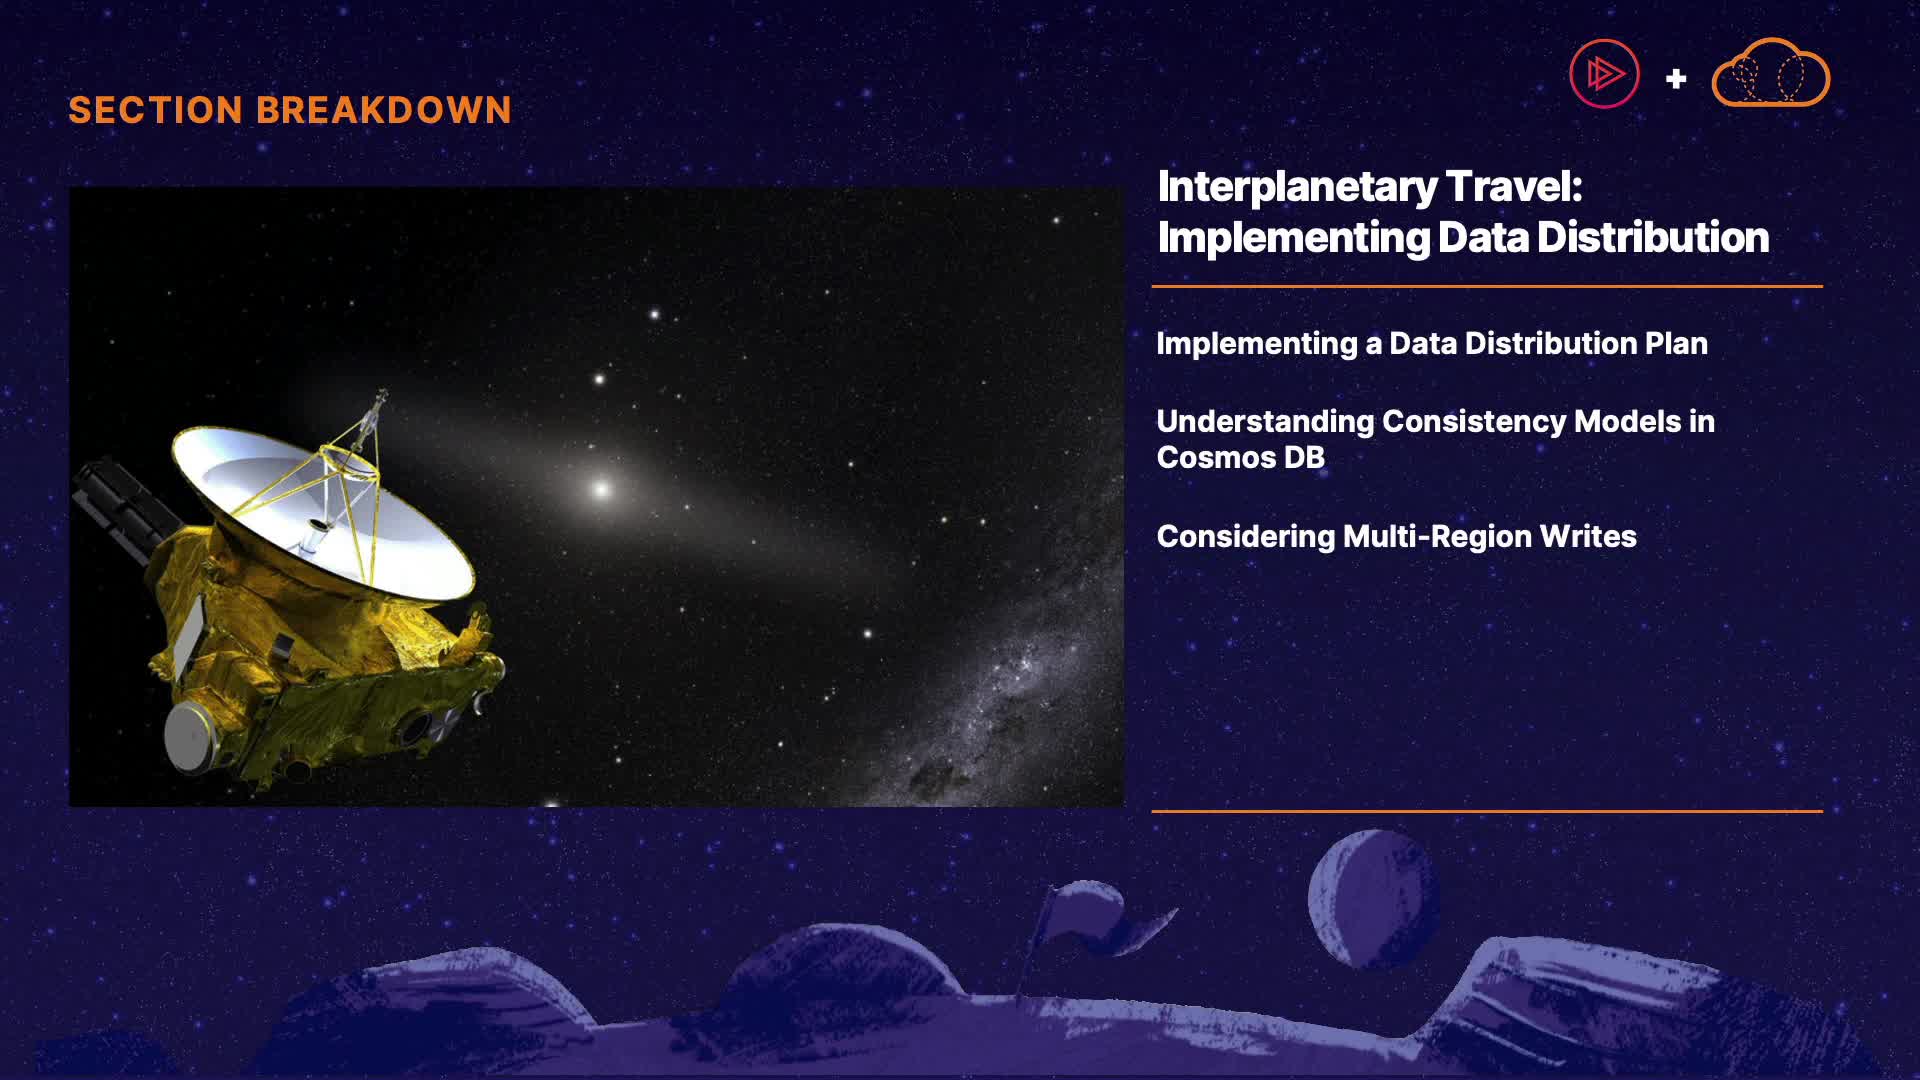 SECTION BREAKDOWN
+
Interplanetary Travel:
Implementing Data Distribution
Implementing a Data Distribution Plan
Understanding Consistency Models in
Cosmos DB
Considering Multi-Region Writes